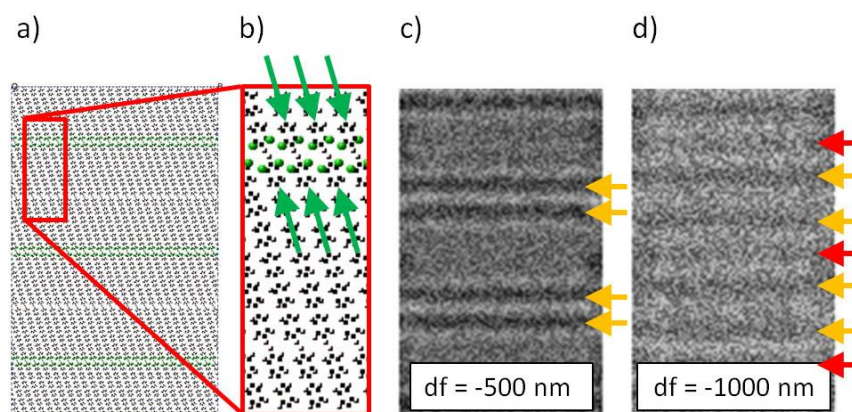 a)
b)
c)
d)
df = -500 nm
df = -1000 nm